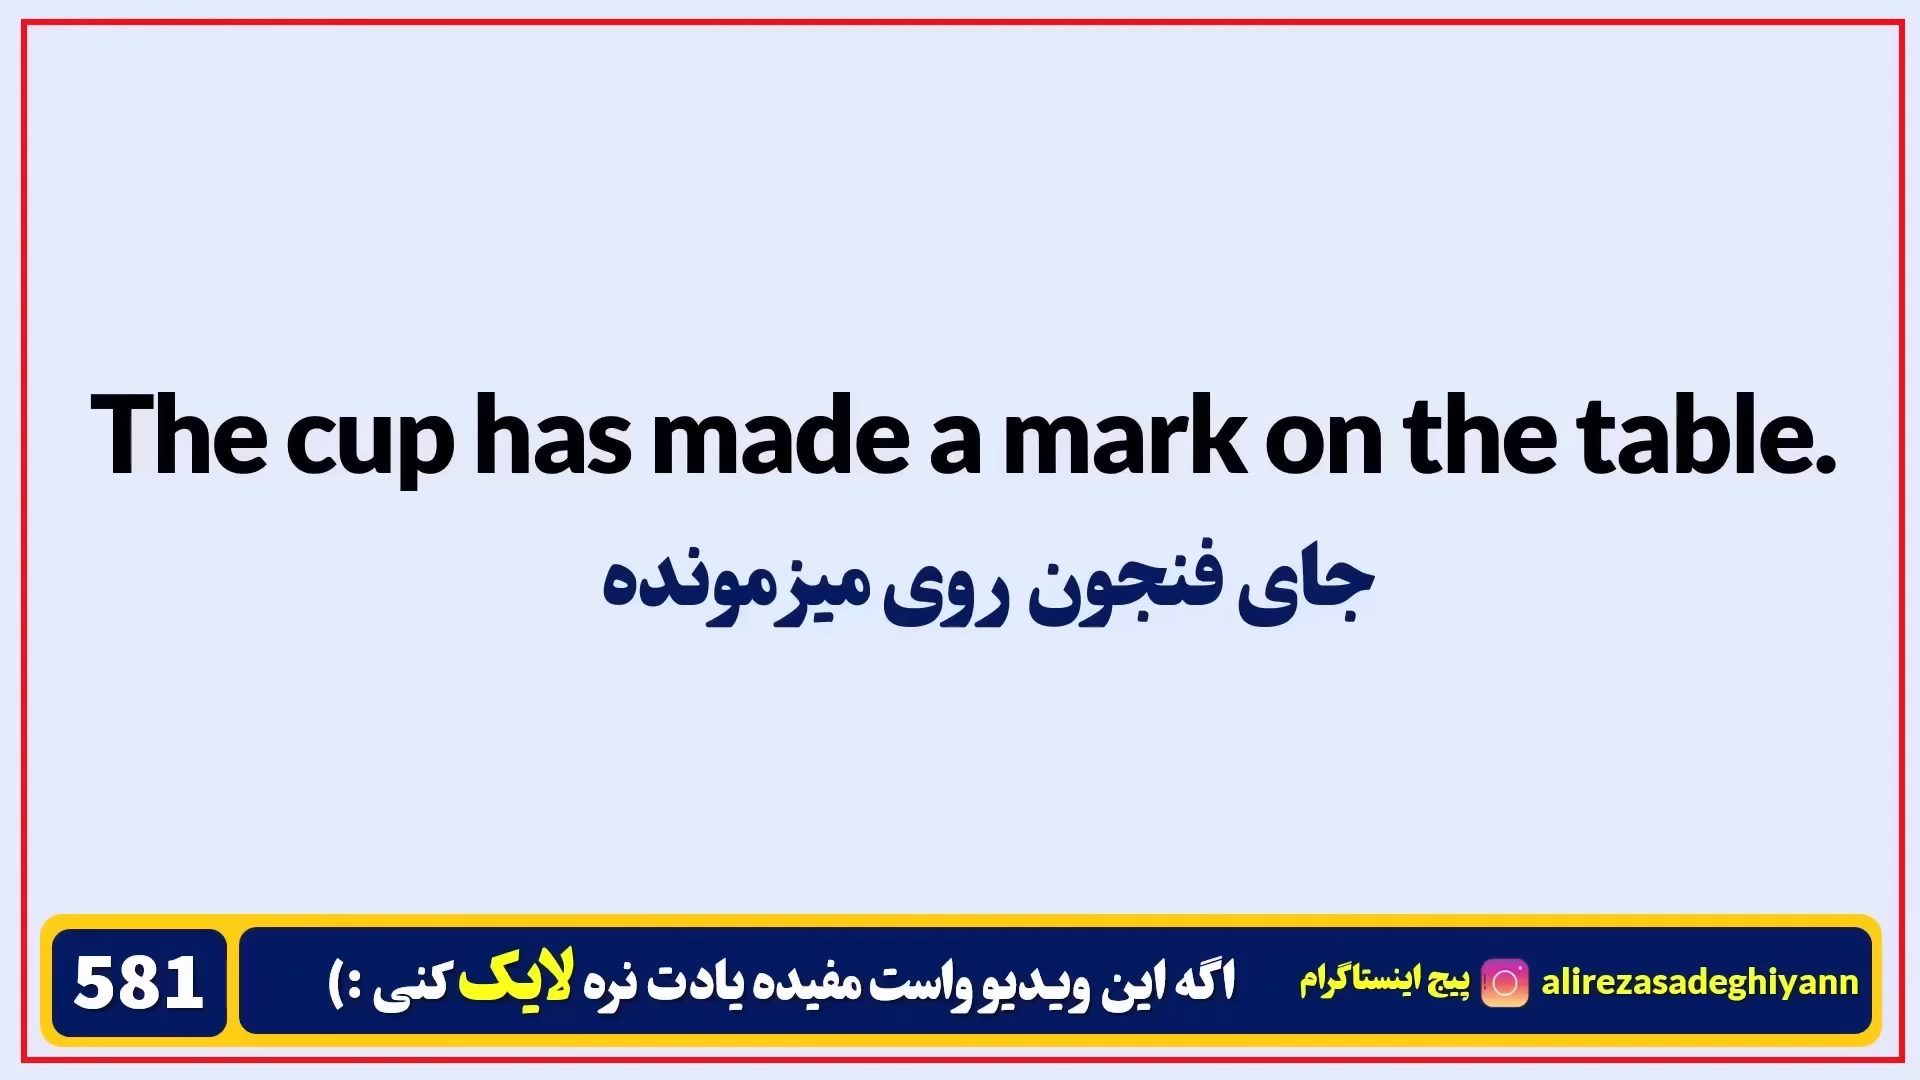 The cup has made a mark on the table.
جای فنجون روی میزمونده
581
اگه این ویدیو واست مفیده یادت نره لایک کنی :)
پیج اینستاگرام
alirezasadeghiyann